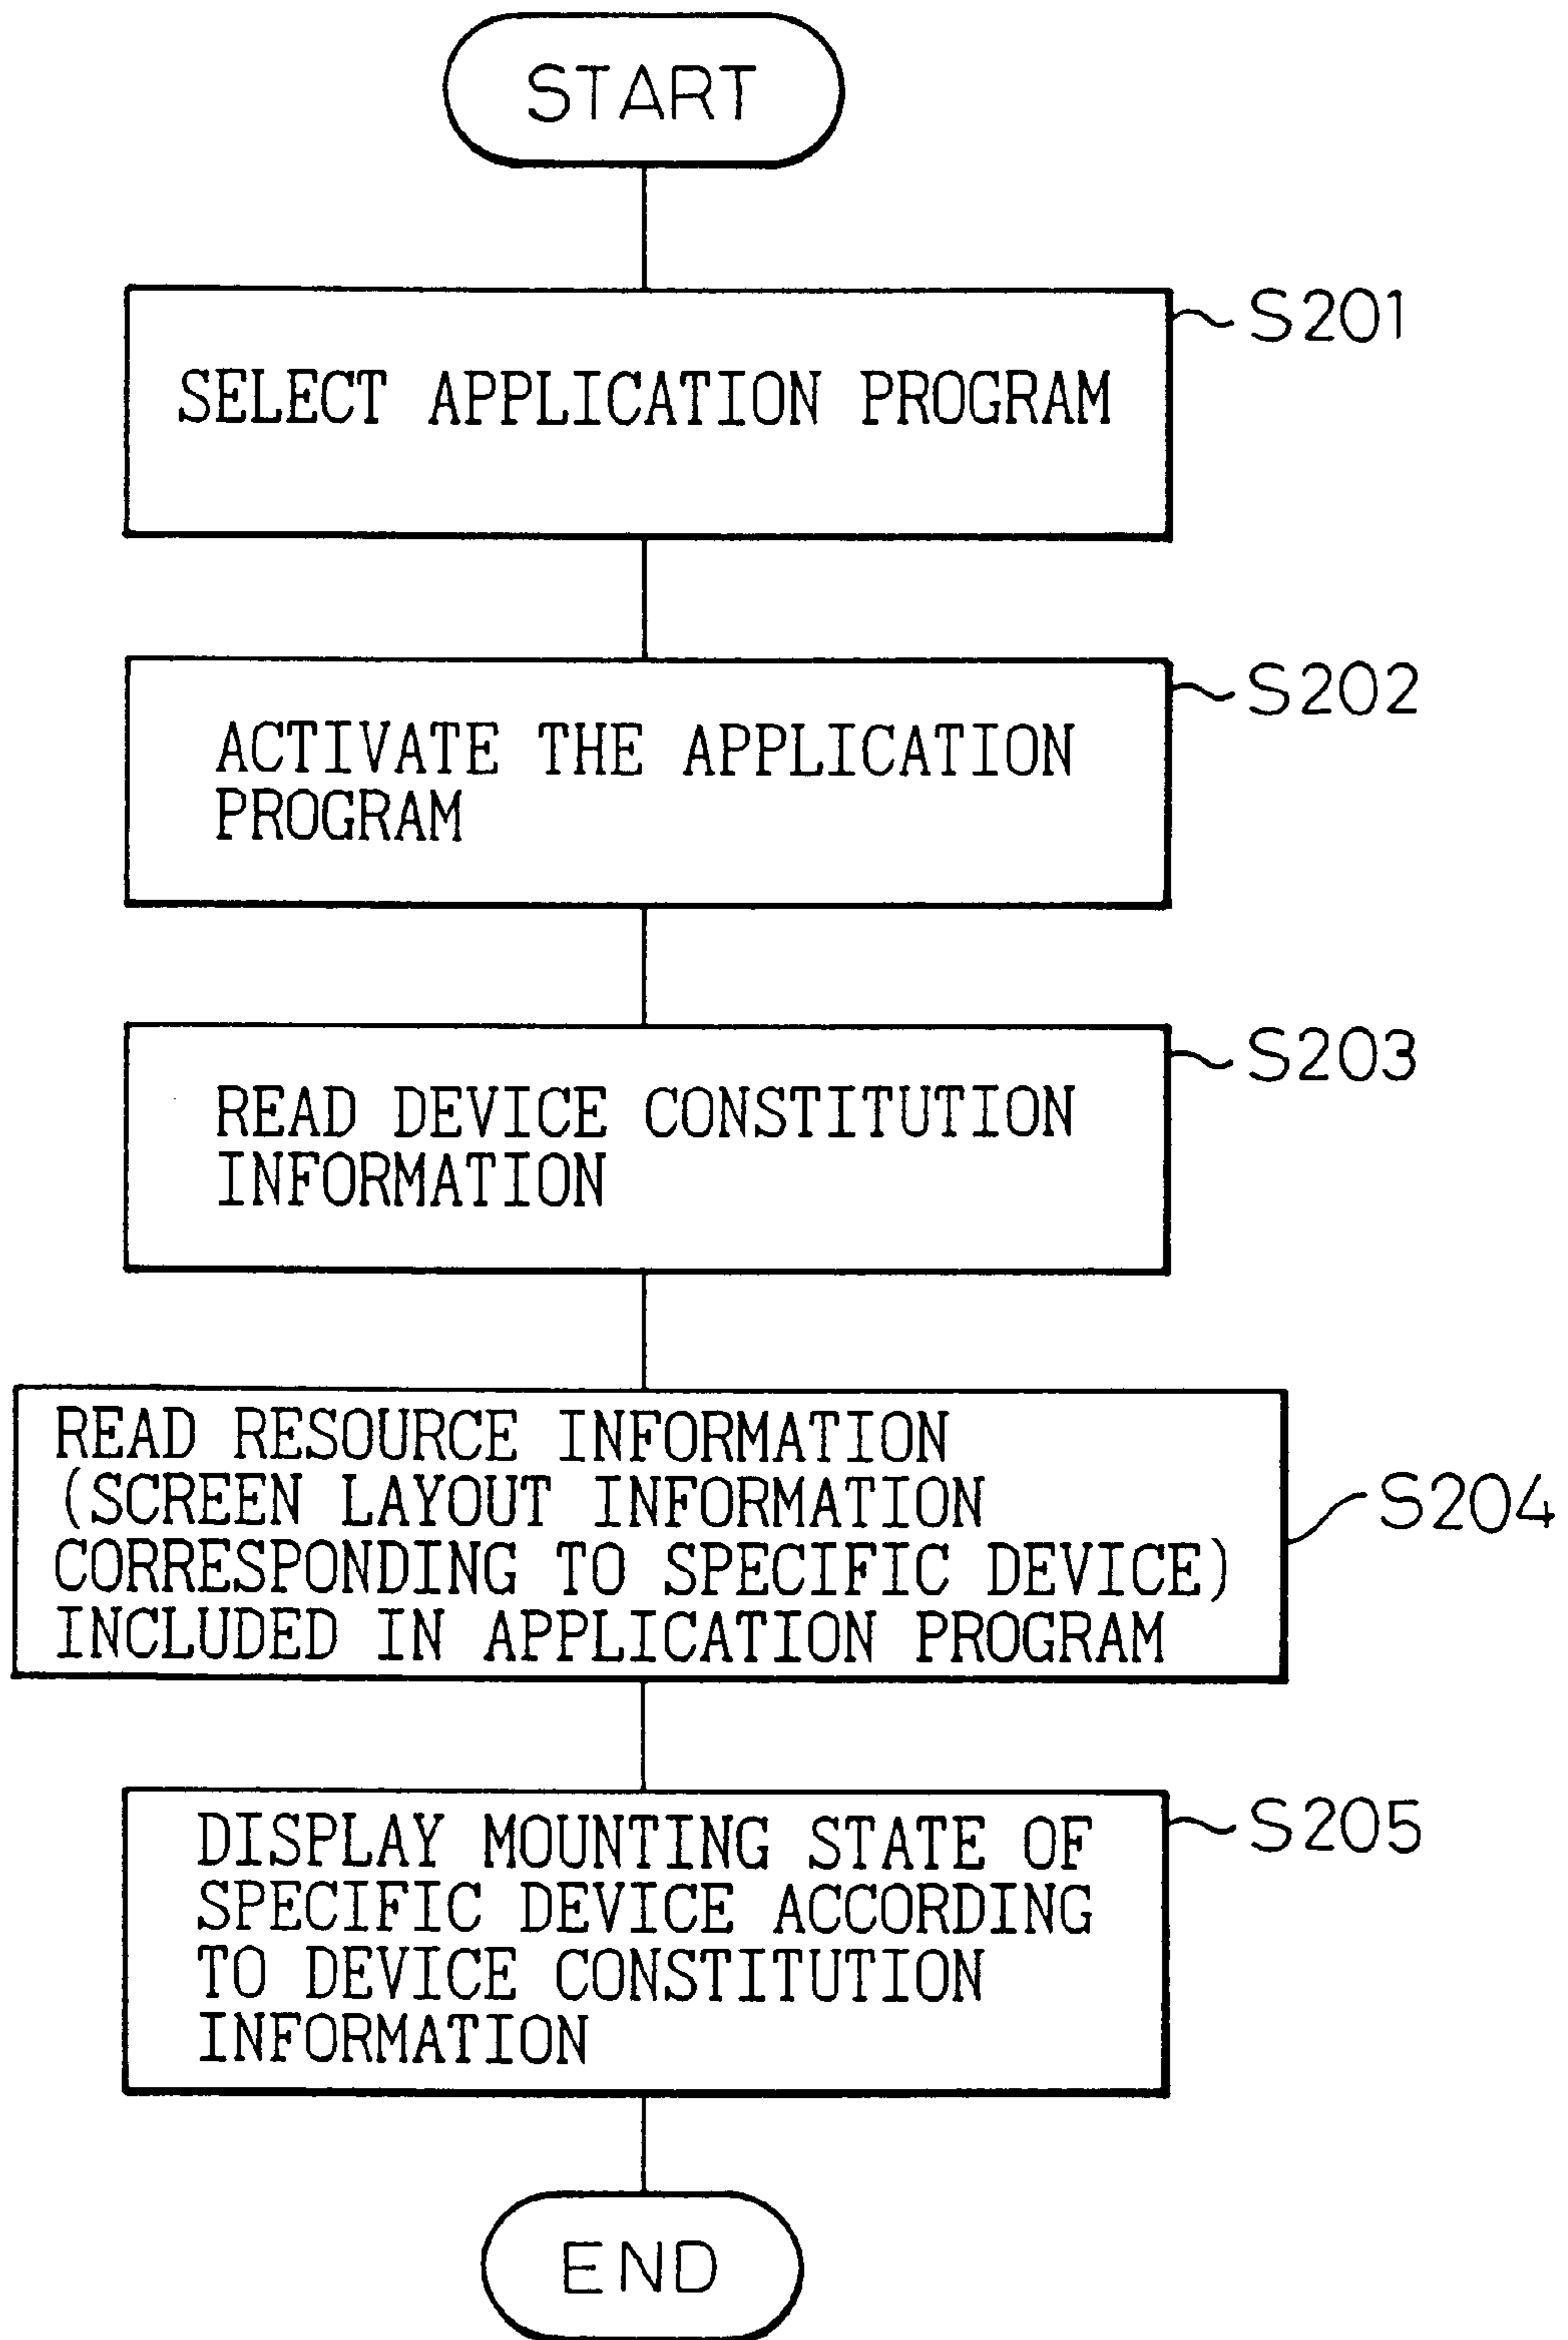 START
S201
SELECT APPLICATION PROGRAM
S202
ACTIVATE THE APPLICATION
PROGRAM
S203
READ DEVICE CONSTITUTION
INFORMATION
READ RESOURCE INFORMATION
(SCREEN LAYOUT INFORMATION
CORRESPONDING TO SPECIFIC DEVICE)
INCLUDED IN APPLICATION PROGRAM
S204
DISPLAY MOUNTING STATE OF
SPECIFIC DEVICE ACCORDING
TO DEVICE CONSTITUTION
INFORMATION
S205
END